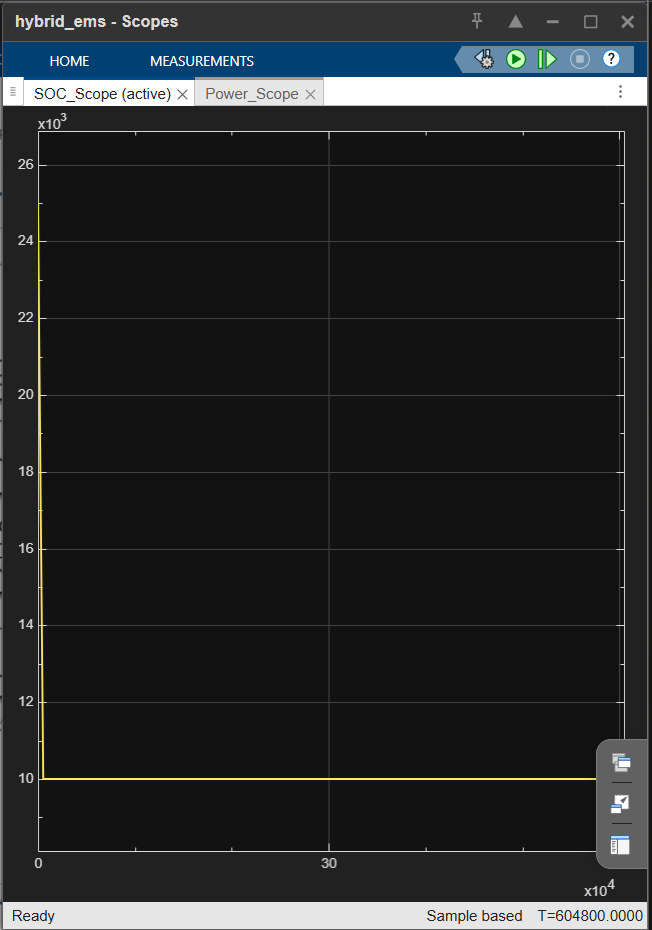 hybrid_ems - Scopes
HOME MEASUREMENTS
?
SOC_Scope (active) Power_Scope
x10³
26
24
22
20
18
16
14
12
10
0 30
x10⁴
Ready Sample based T=604800.0000